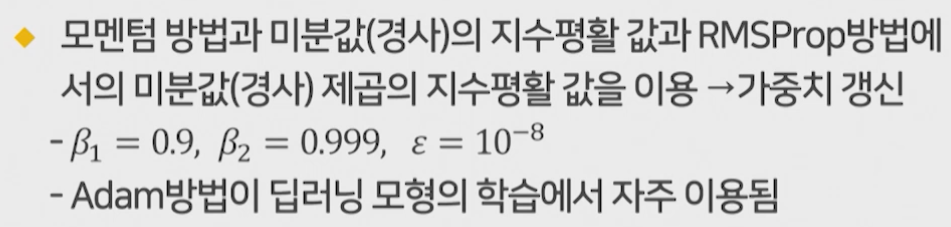 ◆ 모멘텀 방법과 미분값(경사)의 지수평활 값과 RMSProp방법에
서의 미분값(경사) 제곱의 지수평활 값을 이용 →가중치 갱신
- β₁ = 0.9, β₂ = 0.999, ε = 10⁻⁸
- Adam방법이 딥러닝 모형의 학습에서 자주 이용됨